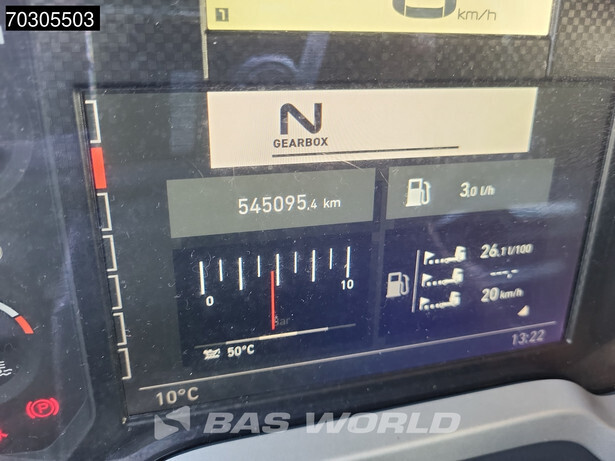 70305503
1
km/h
N
GEARBOX
545095,4 km
3,0 l/h
0
10
Bar
26,1 l/100
--,-
20 km/h
50°C
13:22
10°C
BAS WORLD